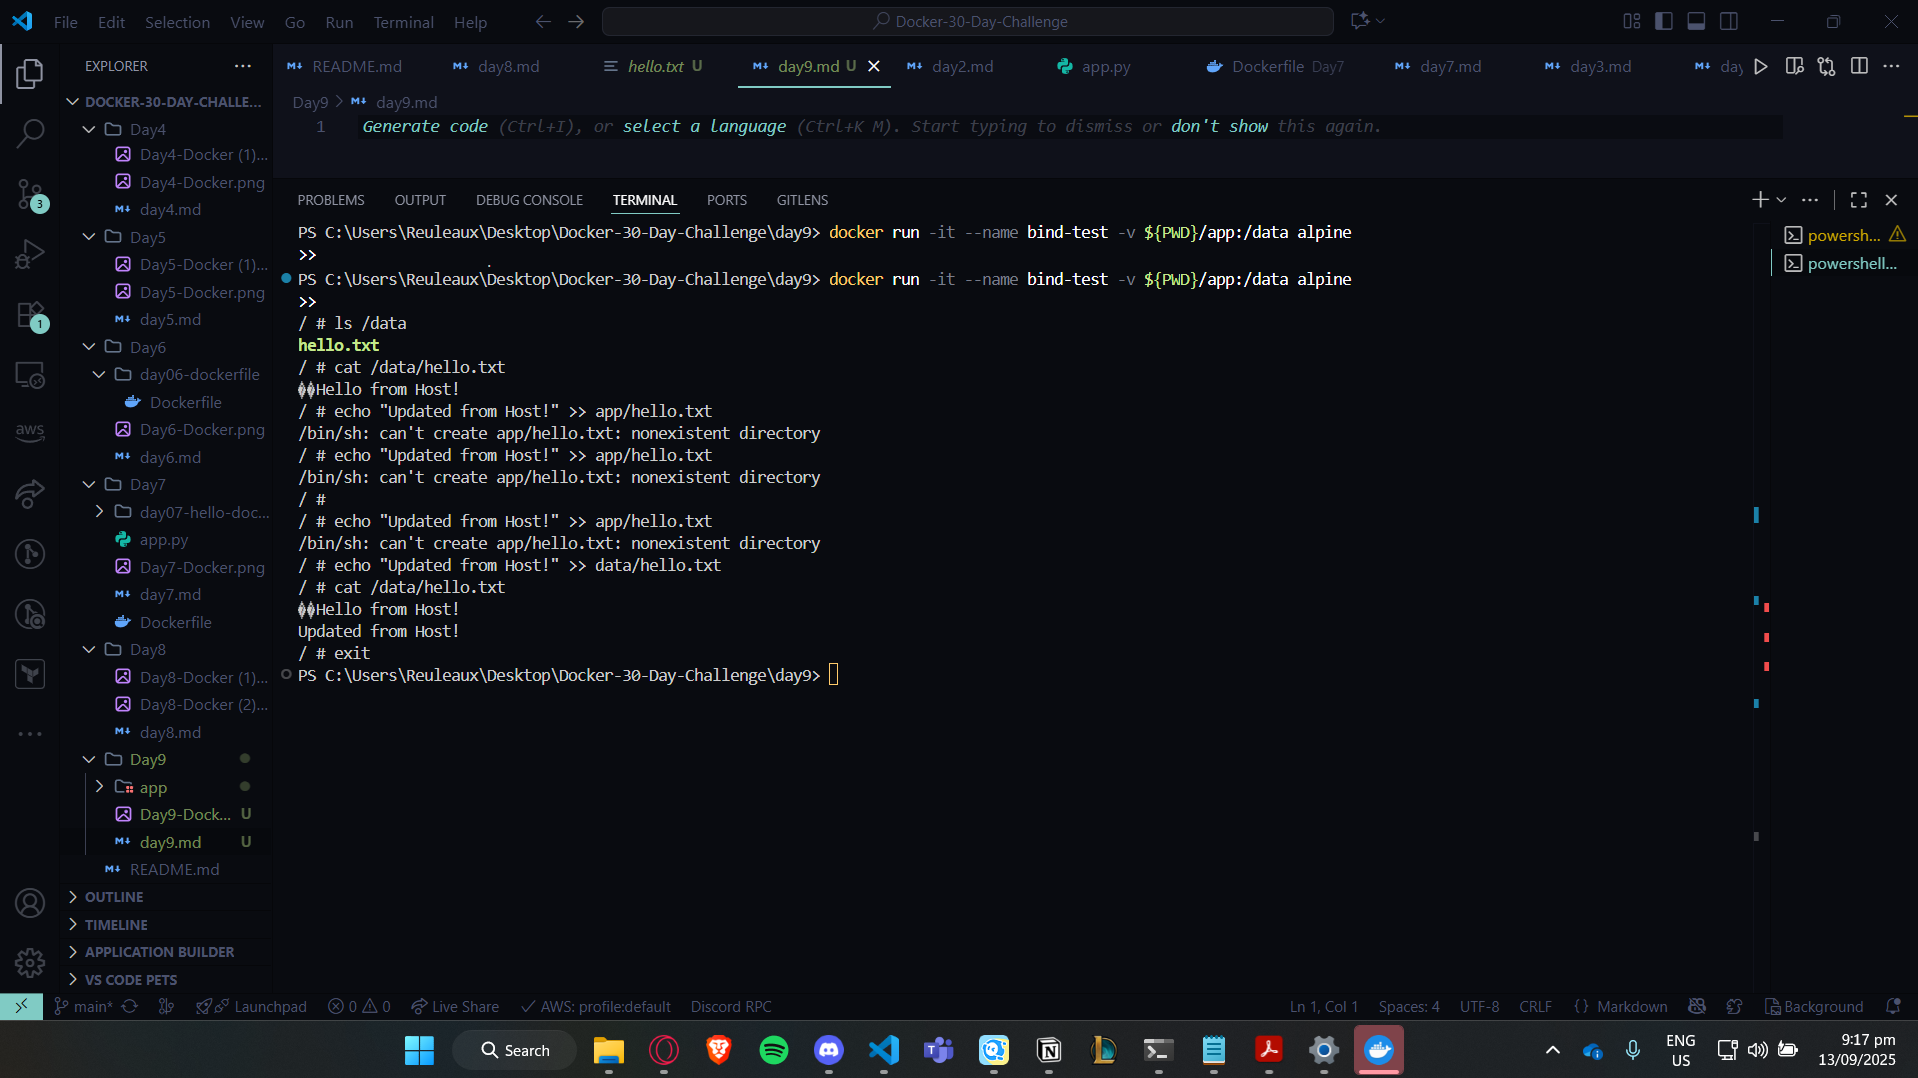 File Edit Selection View Go Run Terminal Help
Docker-30-Day-Challenge
EXPLORER
DOCKER-30-DAY-CHALLE...
Day4
Day4-Docker (1)...
Day4-Docker.png
day4.md
Day5
Day5-Docker (1)...
Day5-Docker.png
day5.md
Day6
day06-dockerfile
Dockerfile
Day6-Docker.png
day6.md
Day7
day07-hello-doc...
app.py
Day7-Docker.png
day7.md
Dockerfile
Day8
Day8-Docker (1)...
Day8-Docker (2)...
day8.md
Day9
app
Day9-Dock... U
day9.md U
README.md
OUTLINE
TIMELINE
APPLICATION BUILDER
VS CODE PETS
3
1
aws
README.md day8.md hello.txt U day9.md U day2.md app.py Dockerfile Day7 day7.md day3.md day
Day9 > day9.md
1 Generate code (Ctrl+I), or select a language (Ctrl+K M). Start typing to dismiss or don't show this again.
PROBLEMS OUTPUT DEBUG CONSOLE TERMINAL PORTS GITLENS
PS C:\Users\Reuleaux\Desktop\Docker-30-Day-Challenge\day9> docker run -it --name bind-test -v ${PWD}/app:/data alpine
>>
PS C:\Users\Reuleaux\Desktop\Docker-30-Day-Challenge\day9> docker run -it --name bind-test -v ${PWD}/app:/data alpine
>>
/ # ls /data
hello.txt
/ # cat /data/hello.txt
��Hello from Host!
/ # echo "Updated from Host!" >> app/hello.txt
/bin/sh: can't create app/hello.txt: nonexistent directory
/ # echo "Updated from Host!" >> app/hello.txt
/bin/sh: can't create app/hello.txt: nonexistent directory
/ #
/ # echo "Updated from Host!" >> app/hello.txt
/bin/sh: can't create app/hello.txt: nonexistent directory
/ # echo "Updated from Host!" >> data/hello.txt
/ # cat /data/hello.txt
��Hello from Host!
Updated from Host!
/ # exit
PS C:\Users\Reuleaux\Desktop\Docker-30-Day-Challenge\day9>
powersh...
powershell...
main* Launchpad 0 0 Live Share AWS: profile:default Discord RPC
Ln 1, Col 1 Spaces: 4 UTF-8 CRLF {} Markdown Background
Search
ENG
US
9:17 pm
13/09/2025